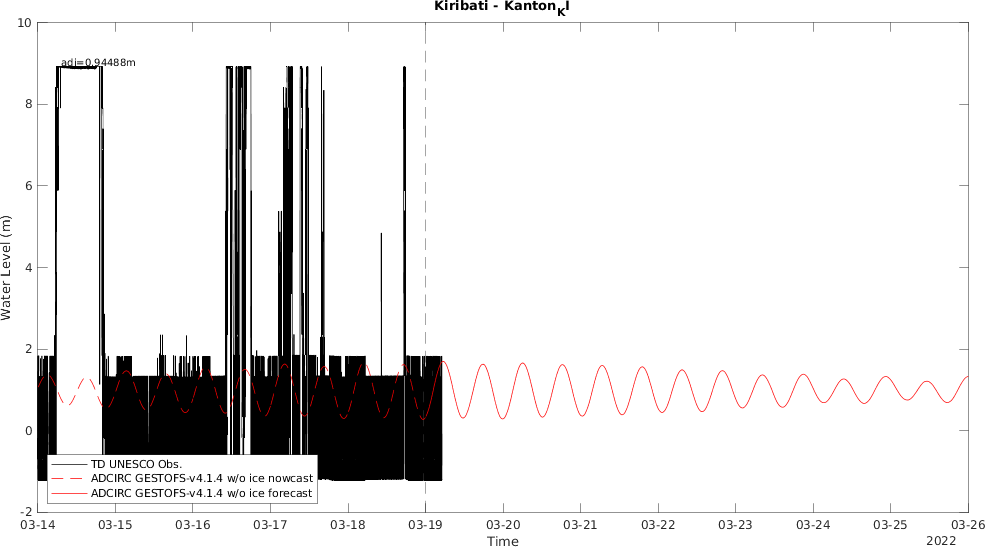 Kiribati - Kanton_KI
10
adj=0.94488m
8
6
4
2
0
-2
Water Level (m)
TD UNESCO Obs.
ADCIRC GESTOFS-v4.1.4 w/o ice nowcast
ADCIRC GESTOFS-v4.1.4 w/o ice forecast
03-14 03-15 03-16 03-17 03-18 03-19 03-20 03-21 03-22 03-23 03-24 03-25 03-26
Time
2022